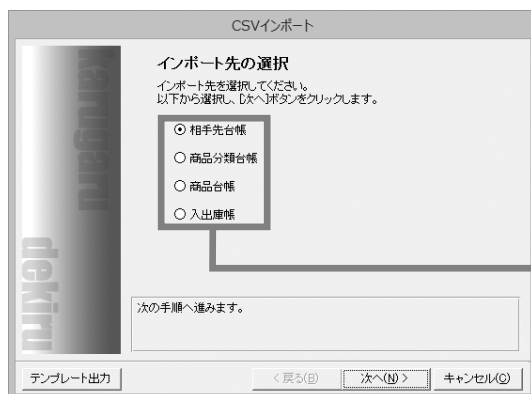 CSVインポート
karugaru
dekiru
インポート先の選択
インポート先を選択してください。
以下から選択し、[次へ]ボタンをクリックします。
相手先台帳
商品分類台帳
商品台帳
入出庫帳
次の手順へ進みます。
テンプレート出力
<戻る(B)
次へ(N)>
キャンセル(C)